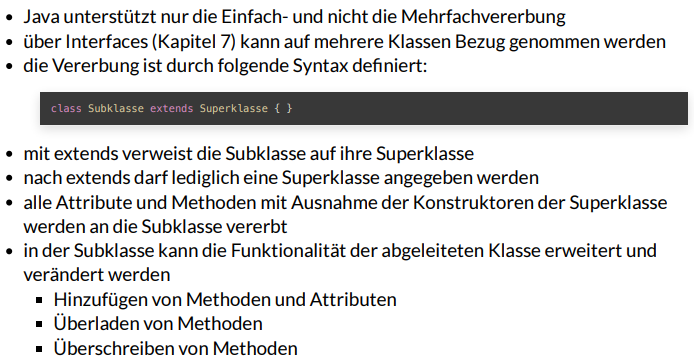 • Java unterstützt nur die Einfach- und nicht die Mehrfachvererbung
• über Interfaces (Kapitel 7) kann auf mehrere Klassen Bezug genommen werden
• die Vererbung ist durch folgende Syntax definiert:
class Subklasse extends Superklasse { }
• mit extends verweist die Subklasse auf ihre Superklasse
• nach extends darf lediglich eine Superklasse angegeben werden
• alle Attribute und Methoden mit Ausnahme der Konstruktoren der Superklasse
werden an die Subklasse vererbt
• in der Subklasse kann die Funktionalität der abgeleiteten Klasse erweitert und
verändert werden
▪ Hinzufügen von Methoden und Attributen
▪ Überladen von Methoden
▪ Überschreiben von Methoden